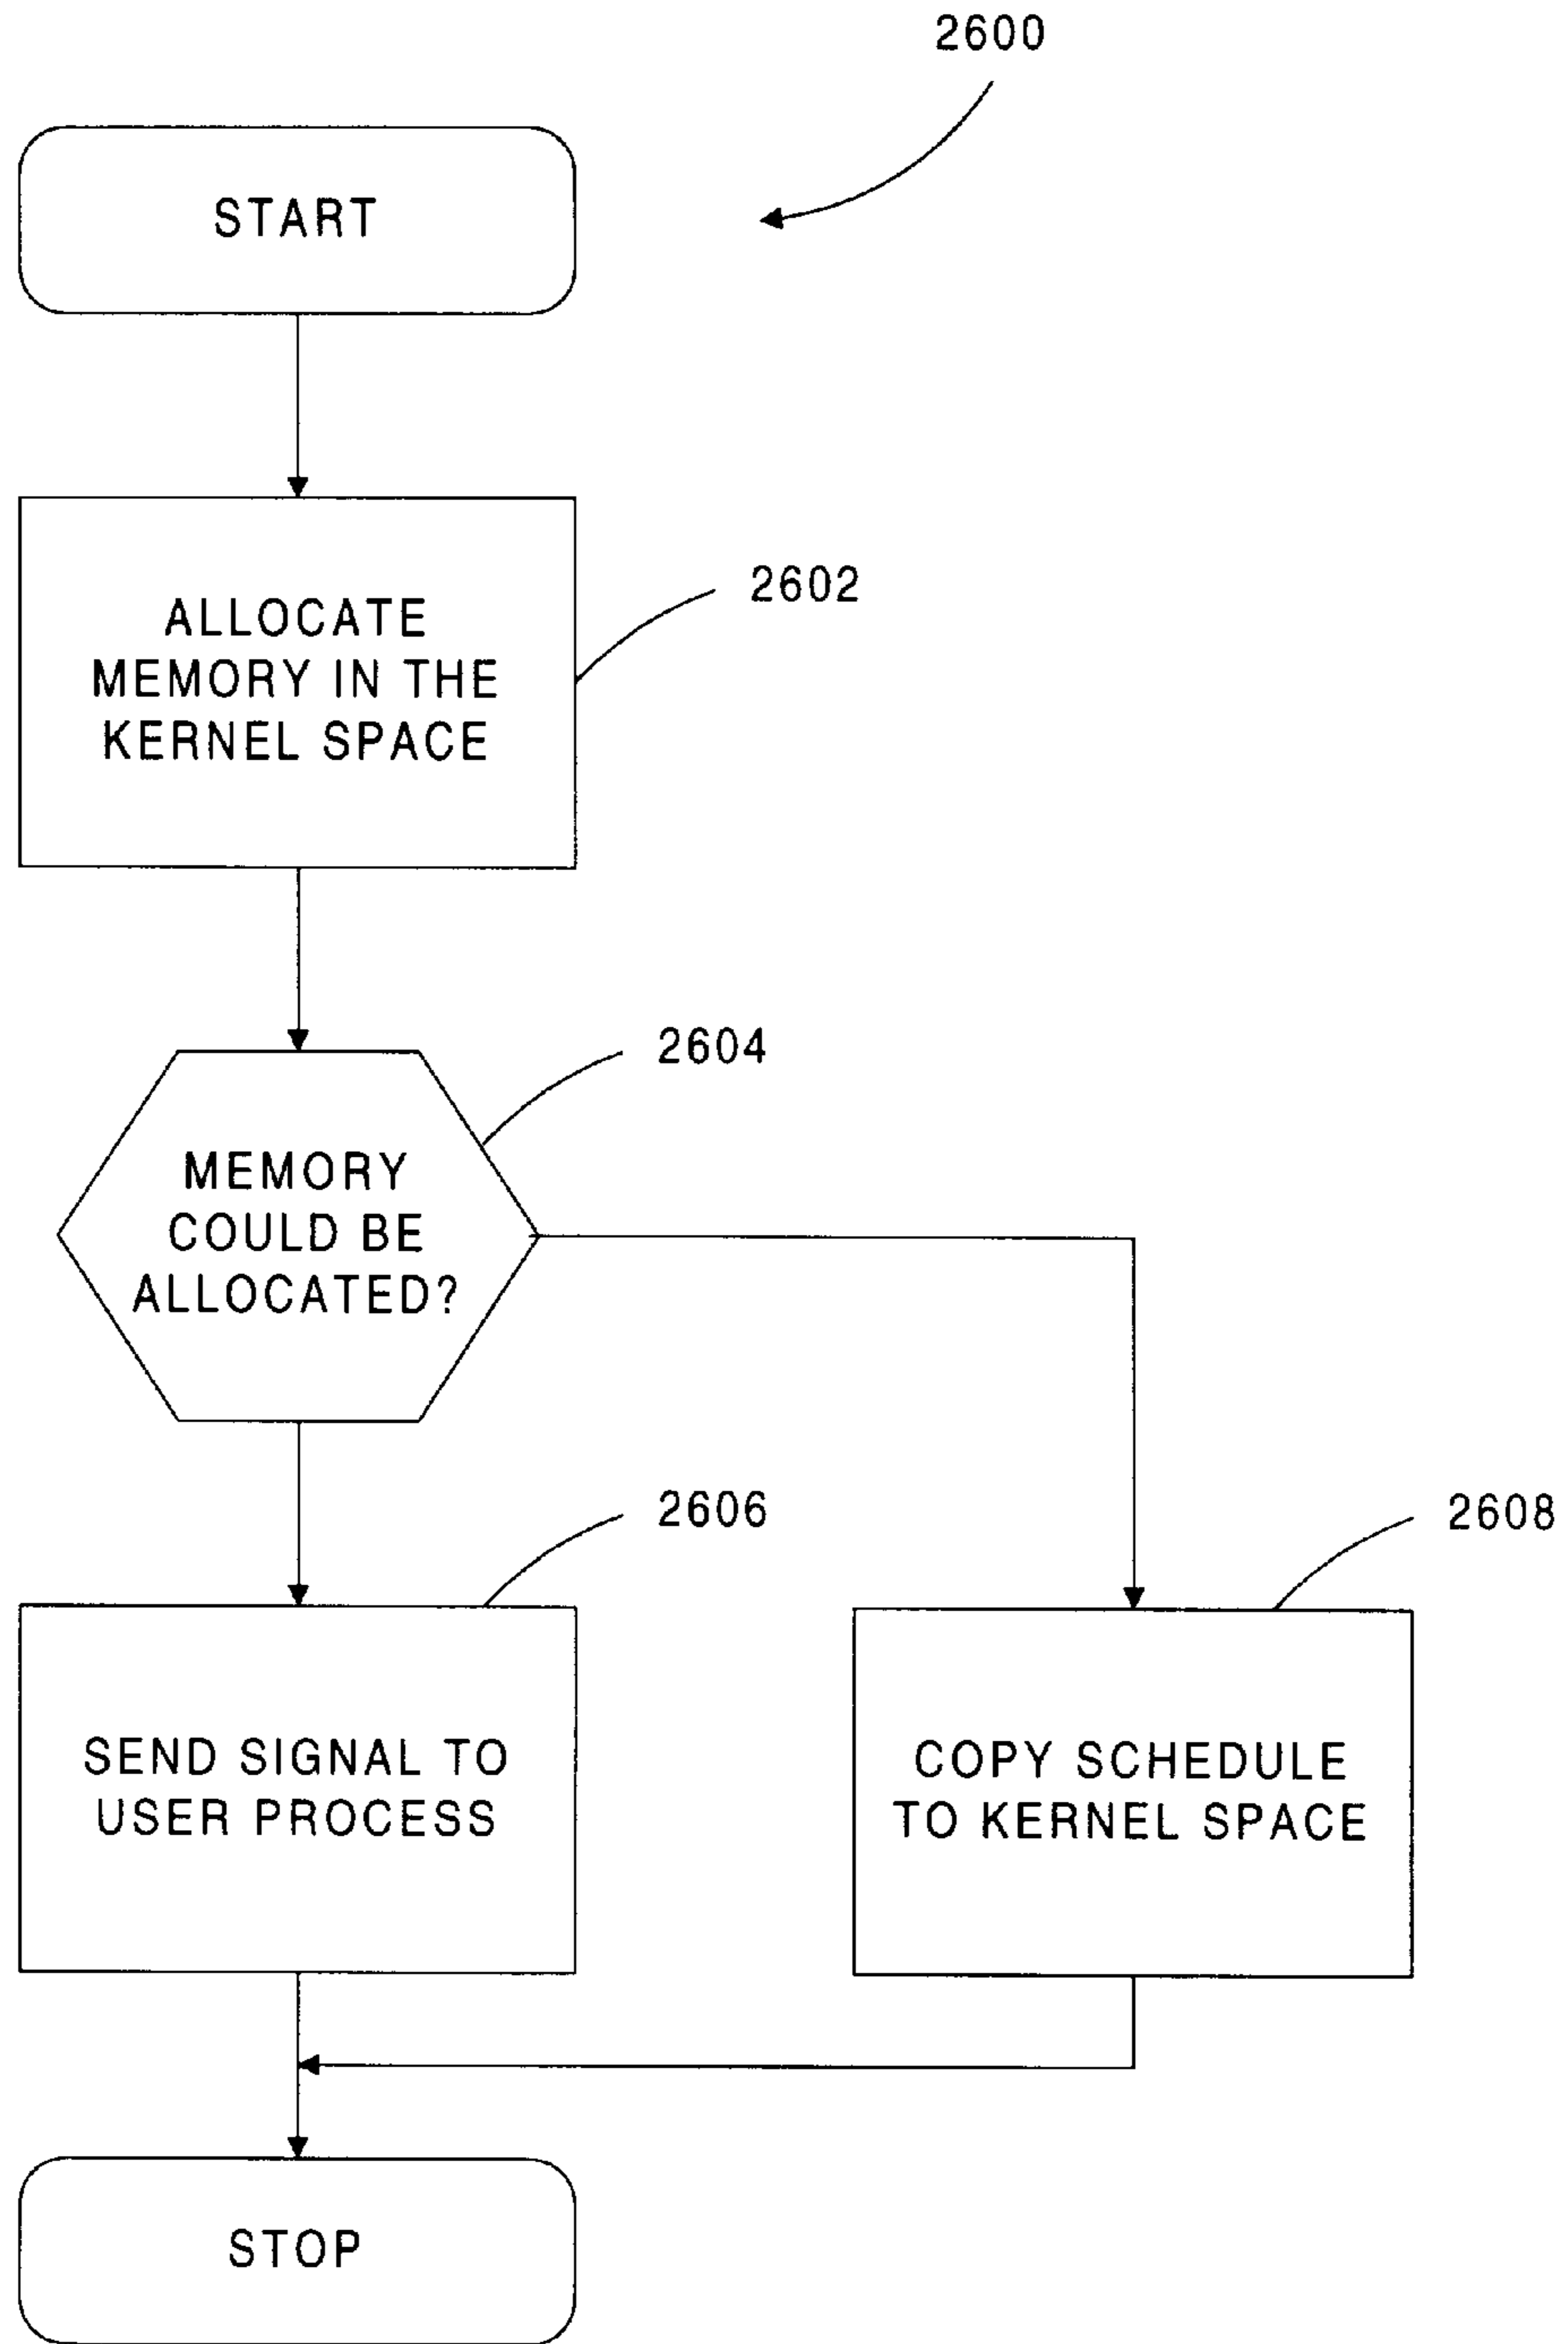 2600
START
2602
ALLOCATE
MEMORY IN THE
KERNEL SPACE
2604
MEMORY
COULD BE
ALLOCATED?
2606
2608
SEND SIGNAL TO
USER PROCESS
COPY SCHEDULE
TO KERNEL SPACE
STOP